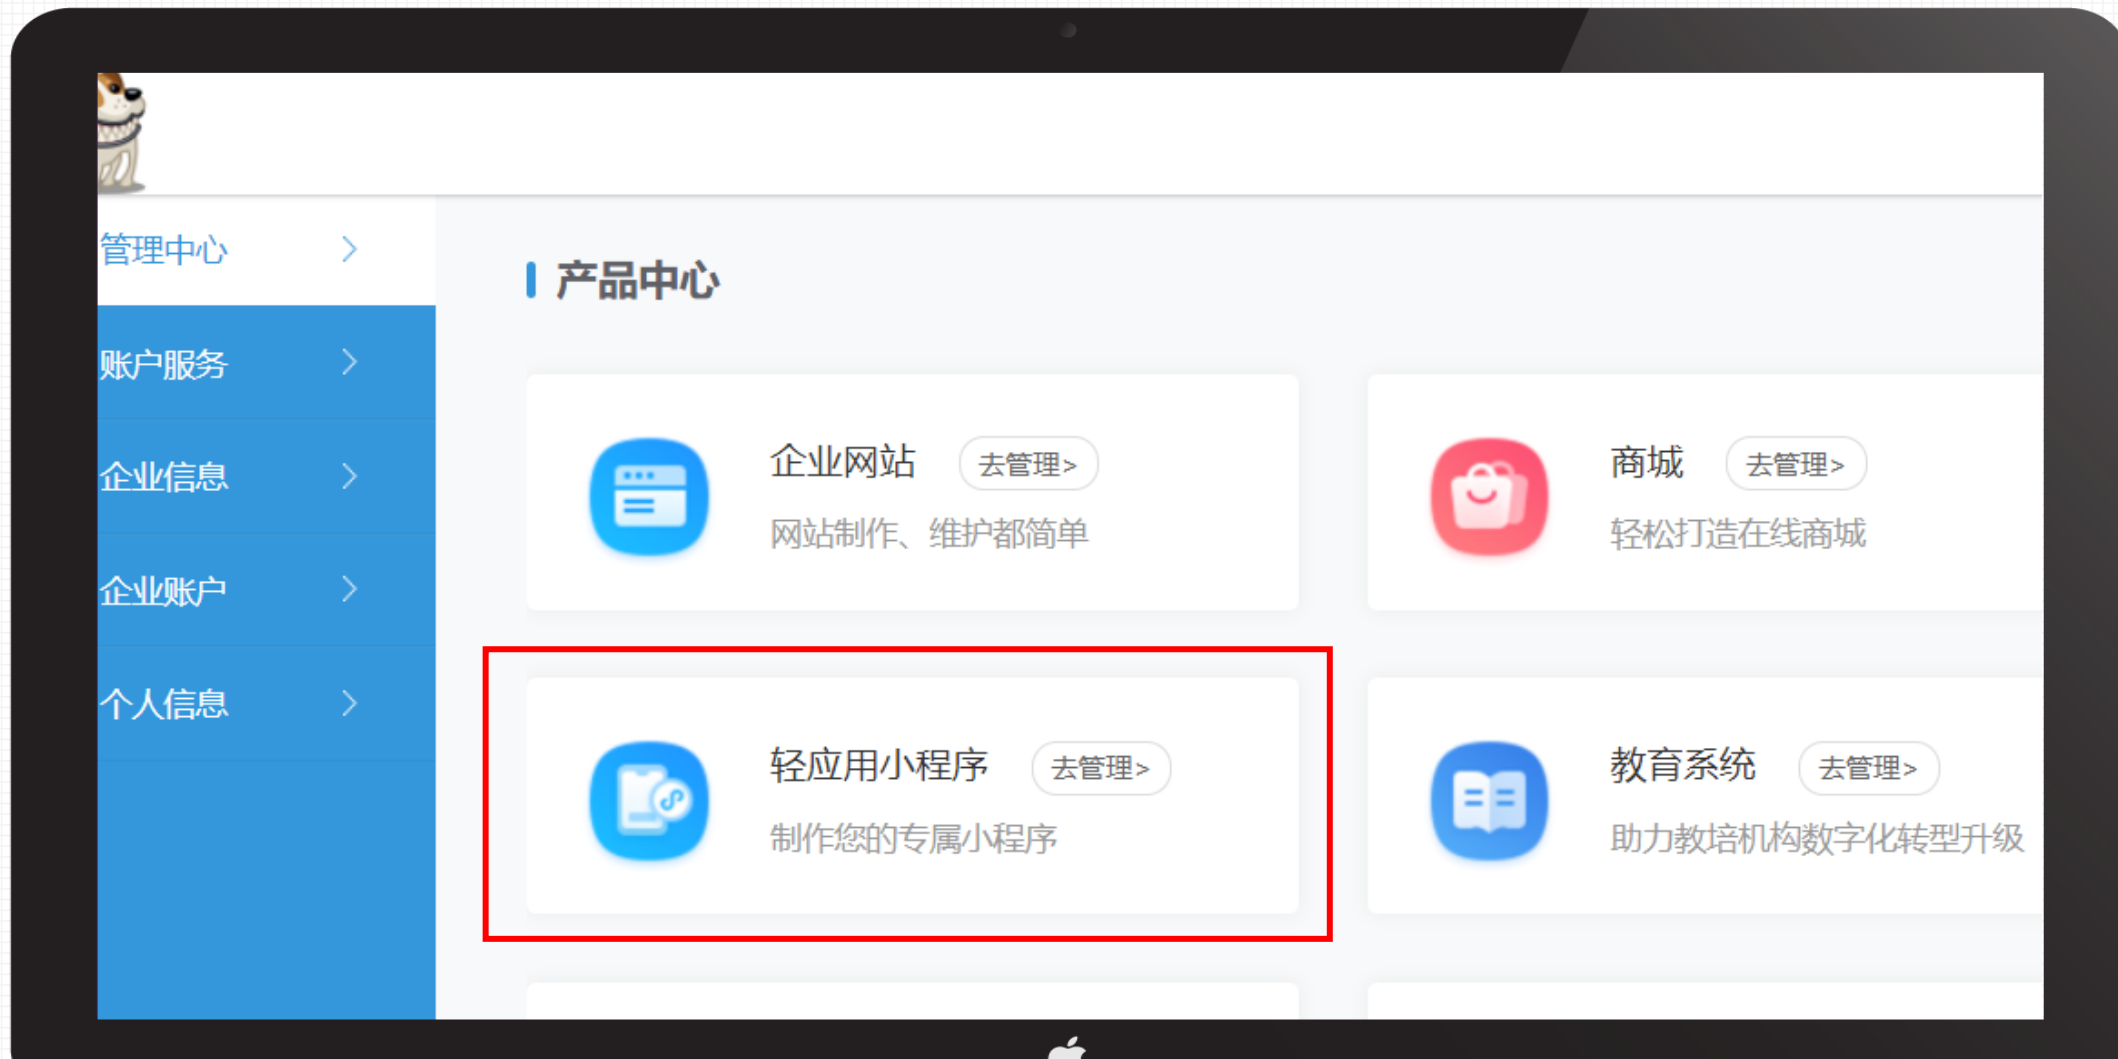 管理中心
账户服务
企业信息
企业账户
个人信息
产品中心
企业网站 去管理>
网站制作、维护都简单
商城 去管理>
轻松打造在线商城
轻应用小程序 去管理>
制作您的专属小程序
教育系统 去管理>
助力教培机构数字化转型升级